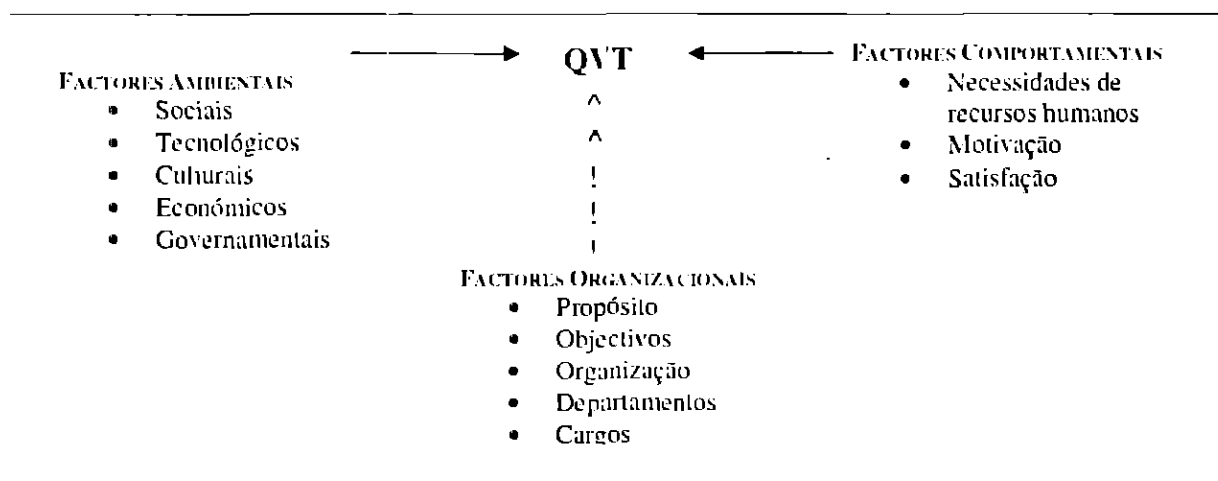 QVT
FACTORES AMBIENTAIS
• Sociais
• Tecnológicos
• Culturais
• Económicos
• Governamentais
FACTORES COMPORTAMENTAIS
• Necessidades de
recursos humanos
• Motivação
• Satisfação
FACTORES ORGANIZACIONAIS
• Propósito
• Objectivos
• Organização
• Departamentos
• Cargos